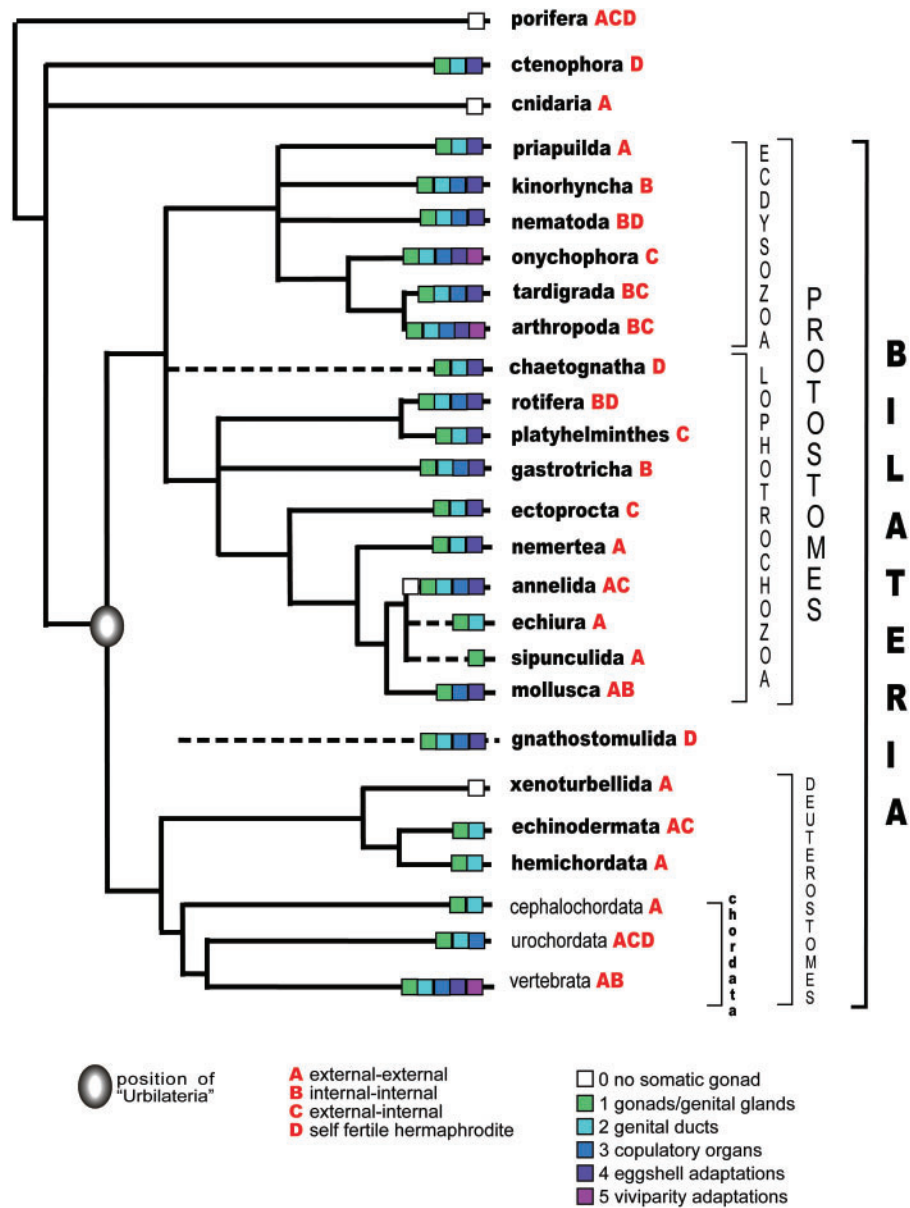 porifera ACD
ctenophora D
cnidaria A
priapuilda A
kinorhyncha B
nematoda BD
onychophora C
tardigrada BC
arthropoda BC
chaetognatha D
rotifera BD
platyhelminthes C
gastrotricha B
ectoprocta C
nemertea A
annelida AC
echiura A
sipunculida A
mollusca AB
gnathostomulida D
xenoturbellida A
echinodermata AC
hemichordata A
cephalochordata A
urochordata ACD
vertebrata AB
ECDYSOZOA
LOPHOTROCHOZOA
PROTOSTOMES
chordata
DEUTEROSTOMES
BILATERIA
position of
"Urbilateria"
A external-external
B internal-internal
C external-internal
D self fertile hermaphrodite
0 no somatic gonad
1 gonads/genital glands
2 genital ducts
3 copulatory organs
4 eggshell adaptations
5 viviparity adaptations